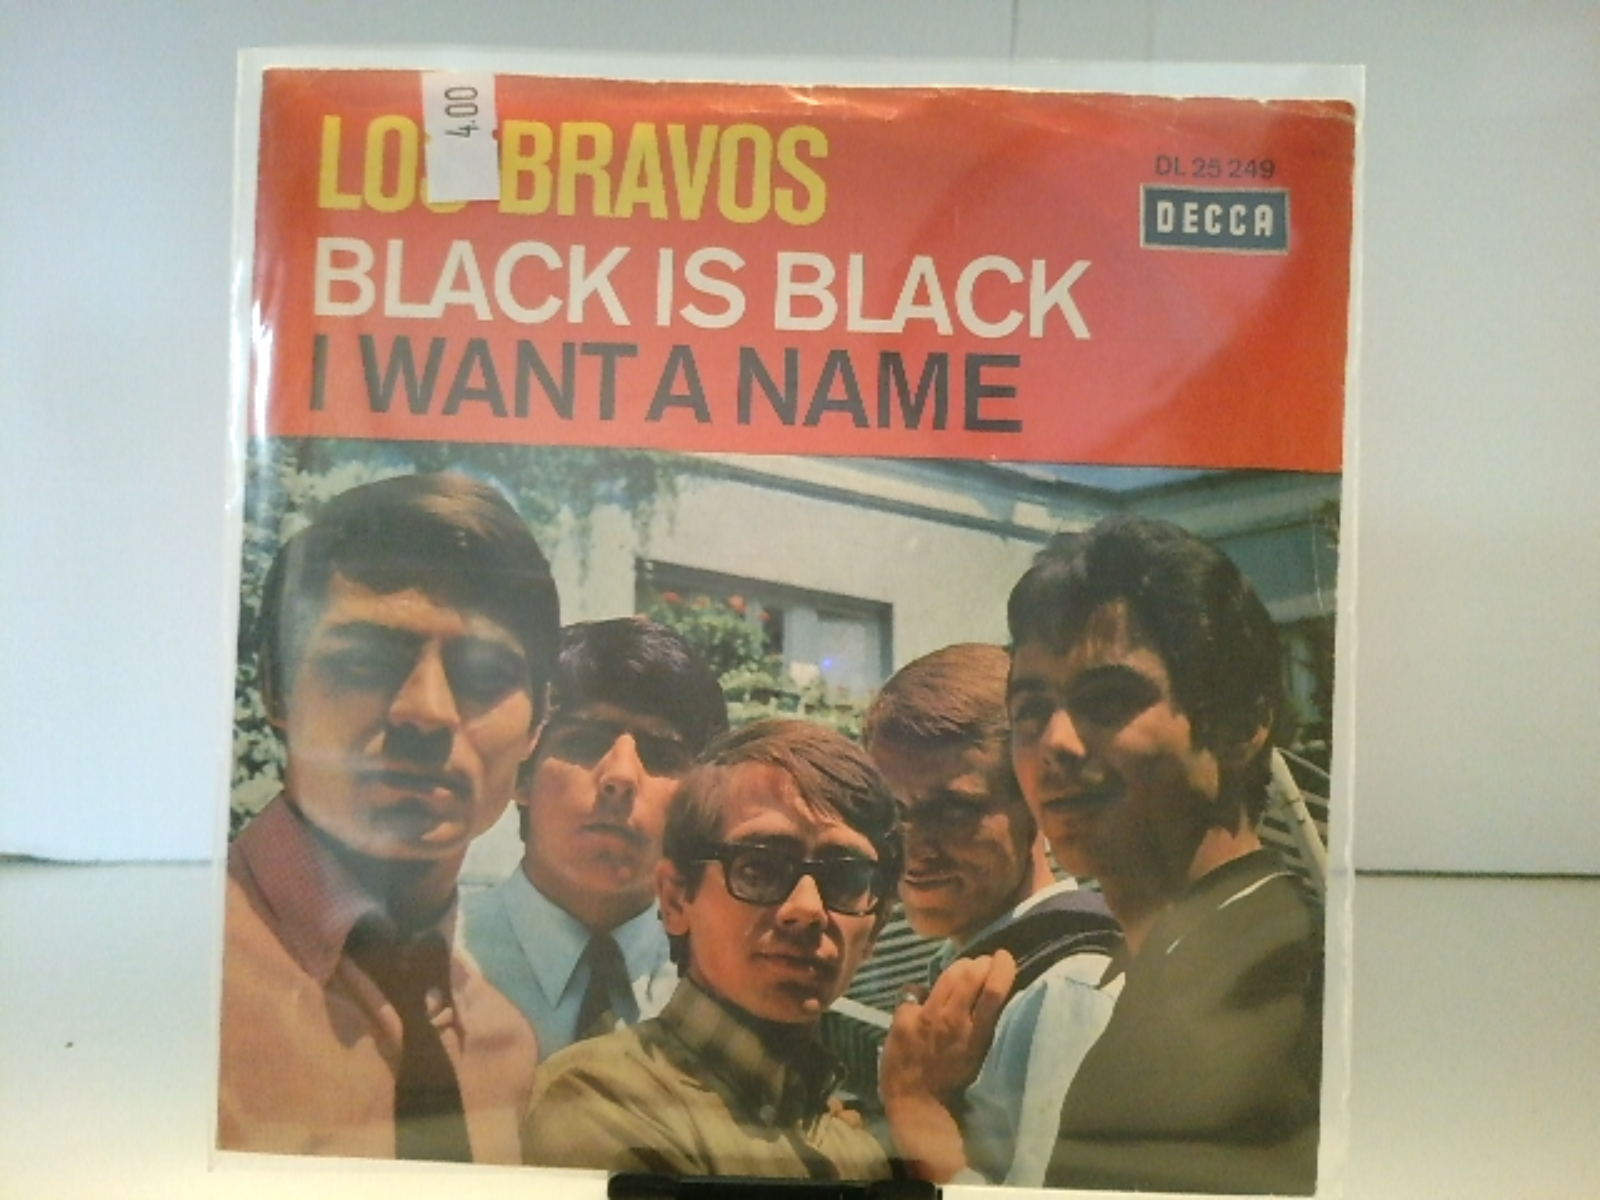 4.00
LOS BRAVOS
DL 25 249
DECCA
BLACK IS BLACK
I WANT A NAME